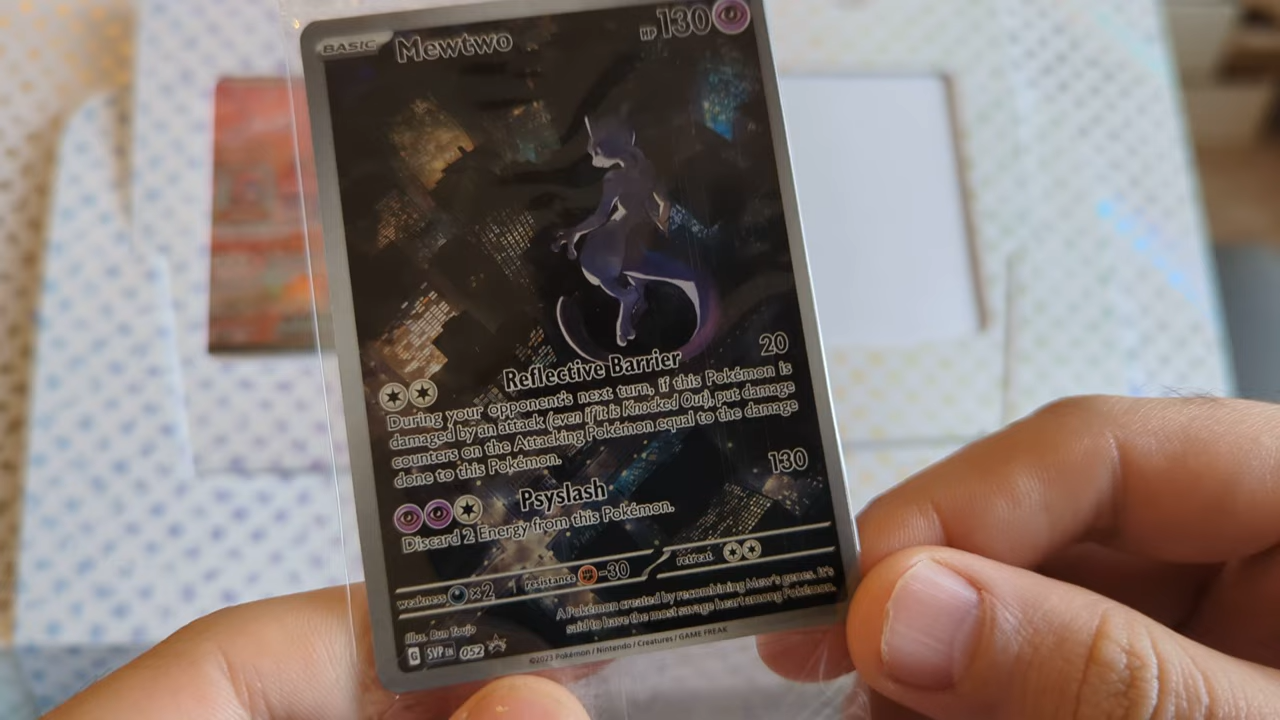 BASIC Mewtwo HP 130
Reflective Barrier 20
During your opponent's next turn, if this Pokémon is
damaged by an attack (even if it is Knocked Out), put damage
counters on the Attacking Pokémon equal to the damage
done to this Pokémon.
Psyslash 130
Discard 2 Energy from this Pokémon.
weakness ×2 resistance -30 retreat
A Pokémon created by recombining Mew's genes. It's
said to have the most savage heart among Pokémon.
Illus. Bun Toujo
G SVP EN 052
©2023 Pokémon / Nintendo / Creatures / GAME FREAK